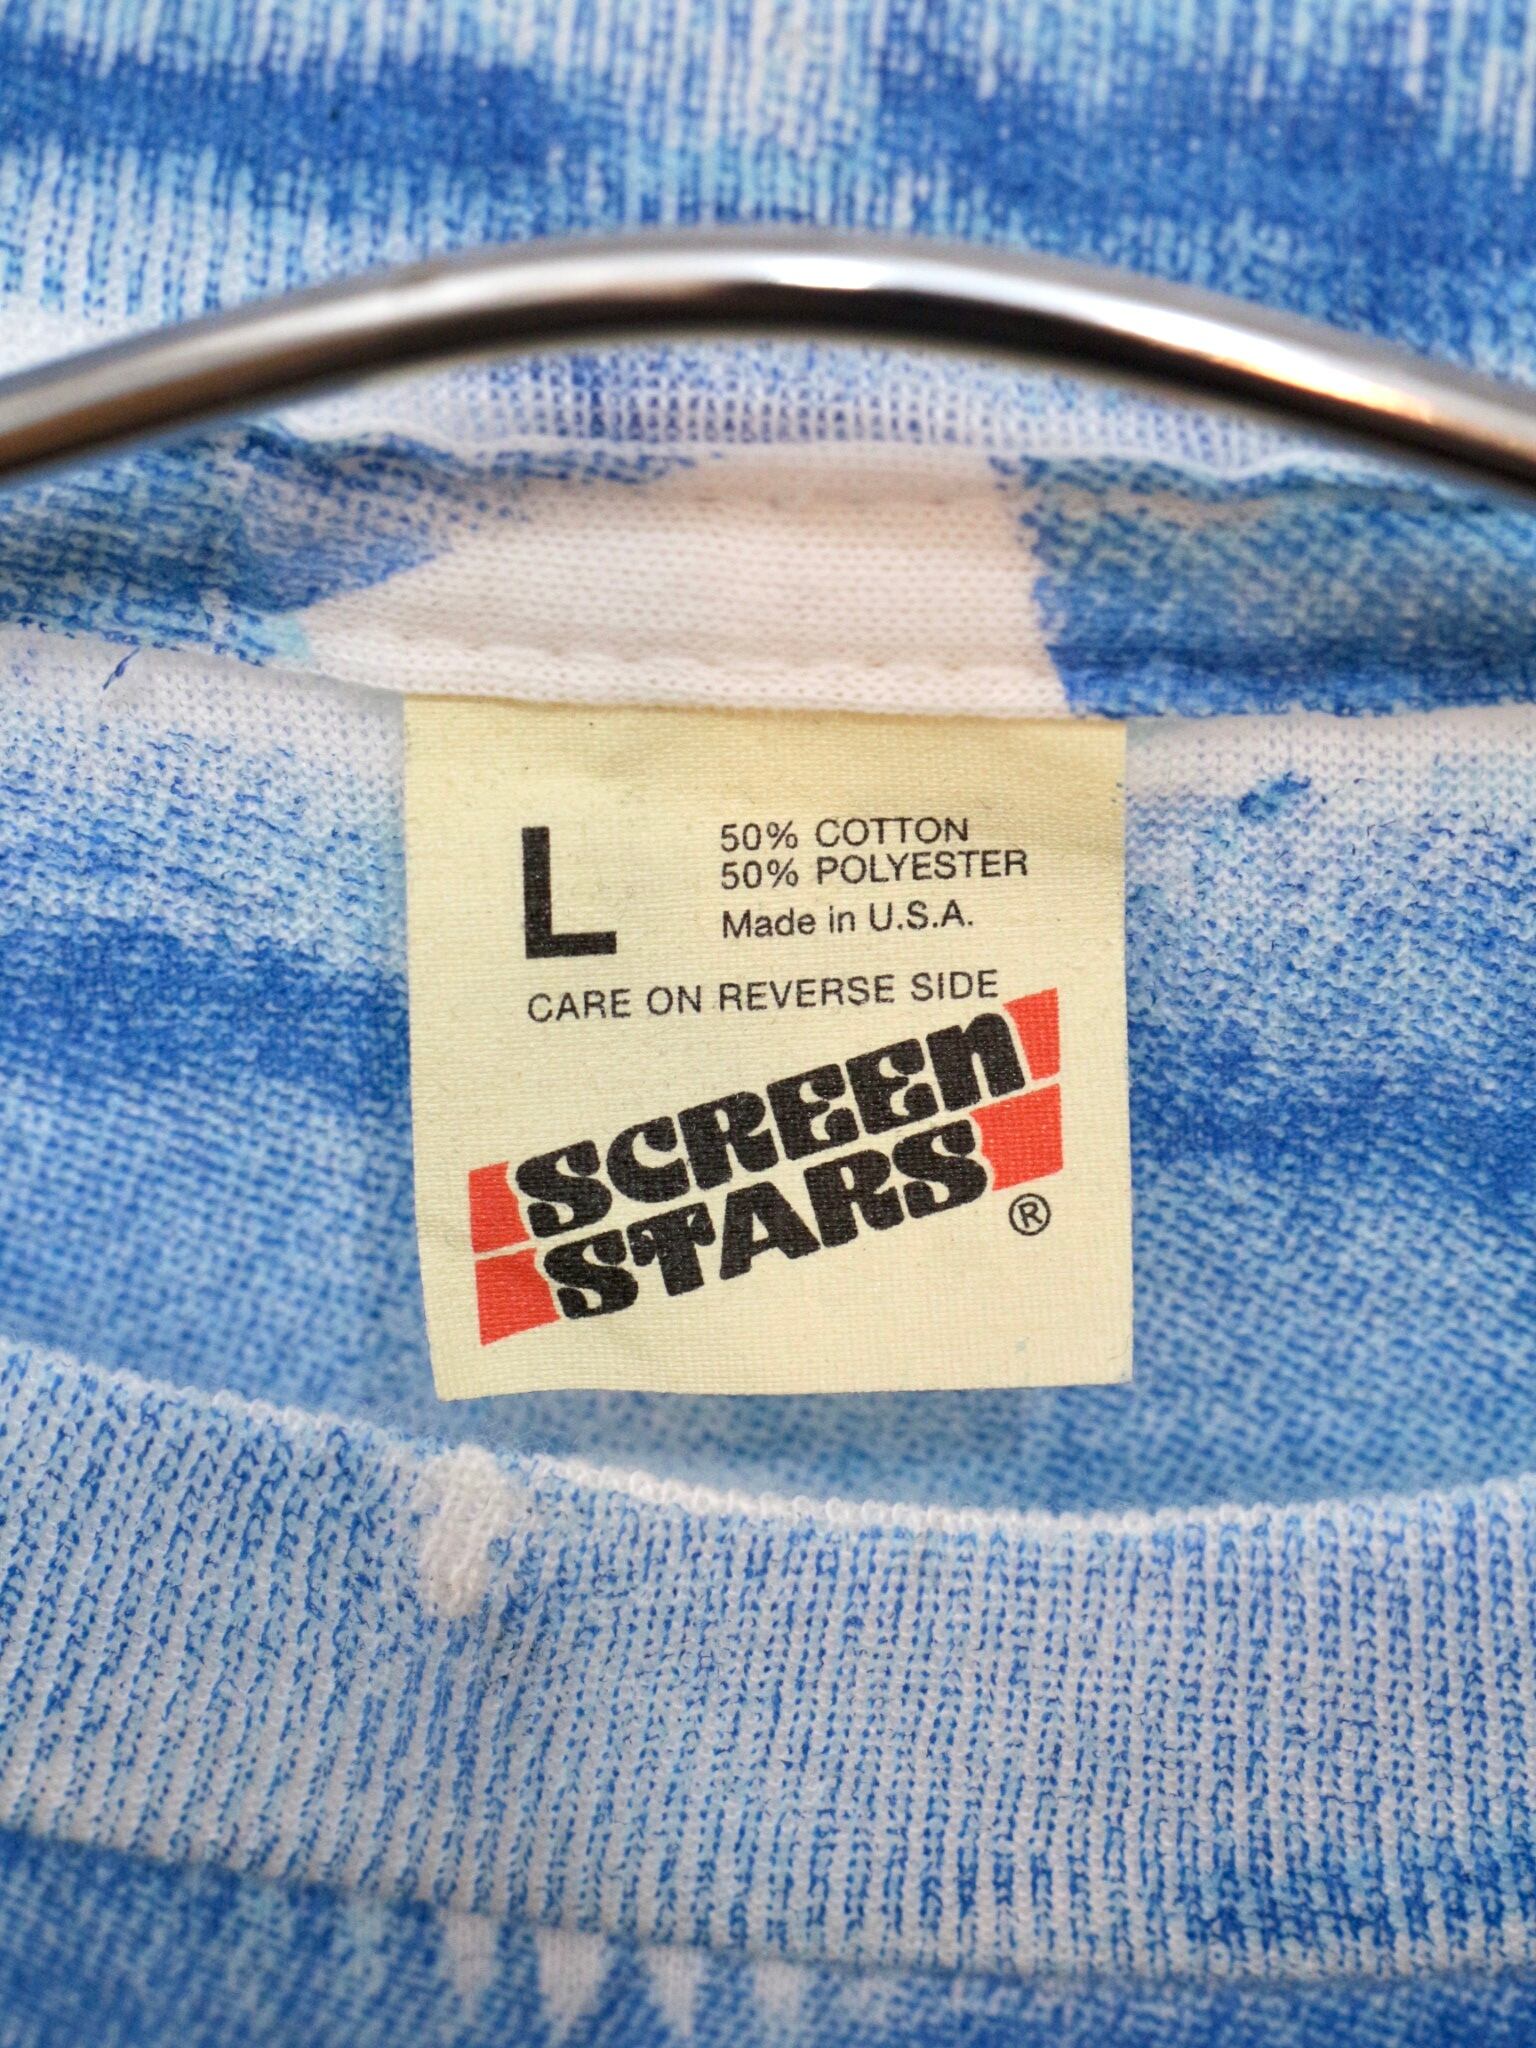 L
50% COTTON
50% POLYESTER
Made in U.S.A.
CARE ON REVERSE SIDE
SCREEN
STARS
®